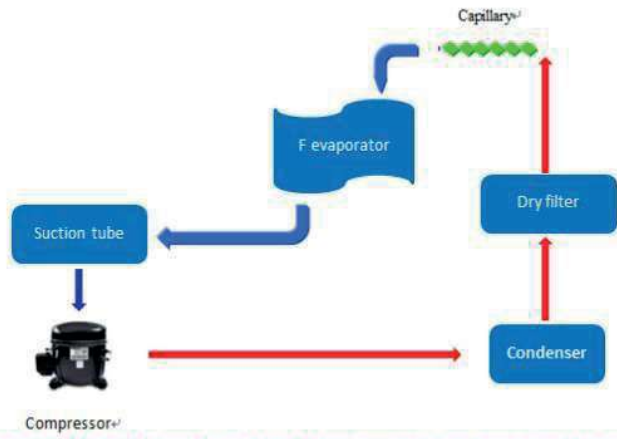 Capillary↵
F evaporator
Dry filter
Suction tube
Condenser
Compressor↵